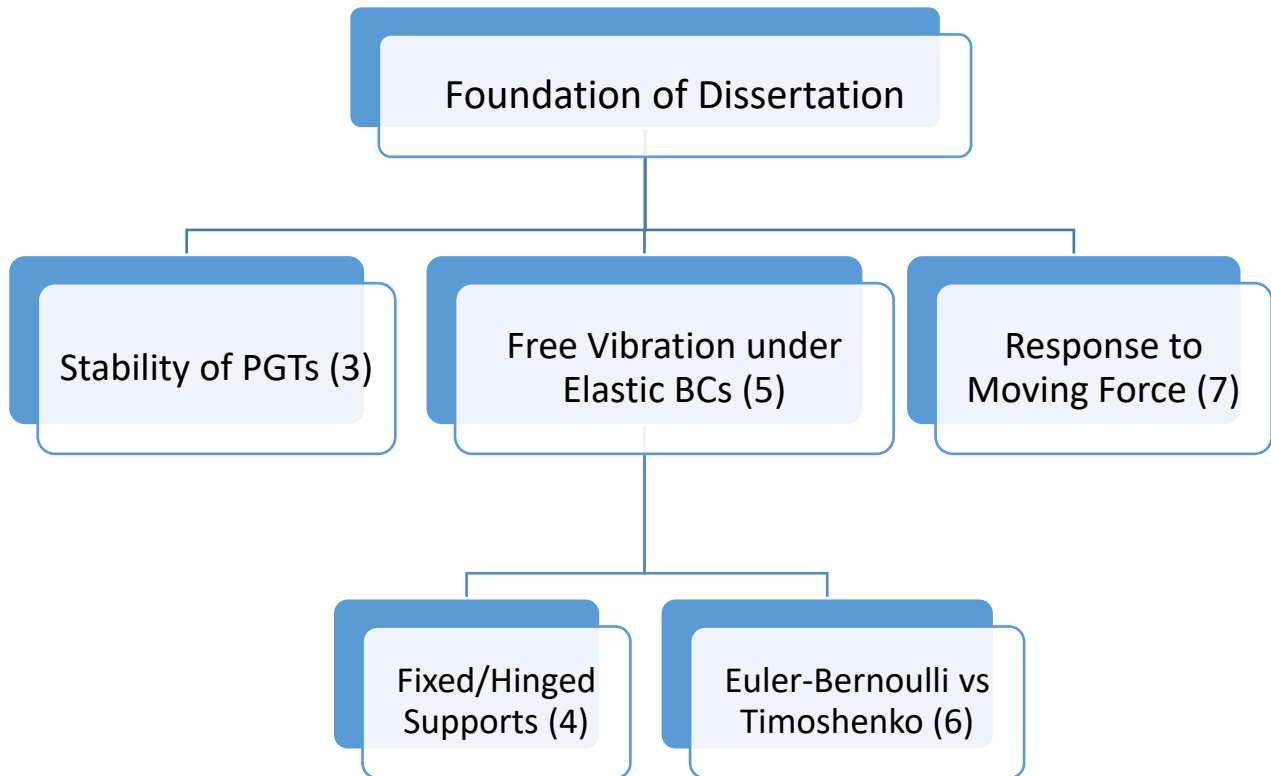 Foundation of Dissertation
Stability of PGTs (3)
Free Vibration under
Elastic BCs (5)
Response to
Moving Force (7)
Fixed/Hinged
Supports (4)
Euler-Bernoulli vs
Timoshenko (6)